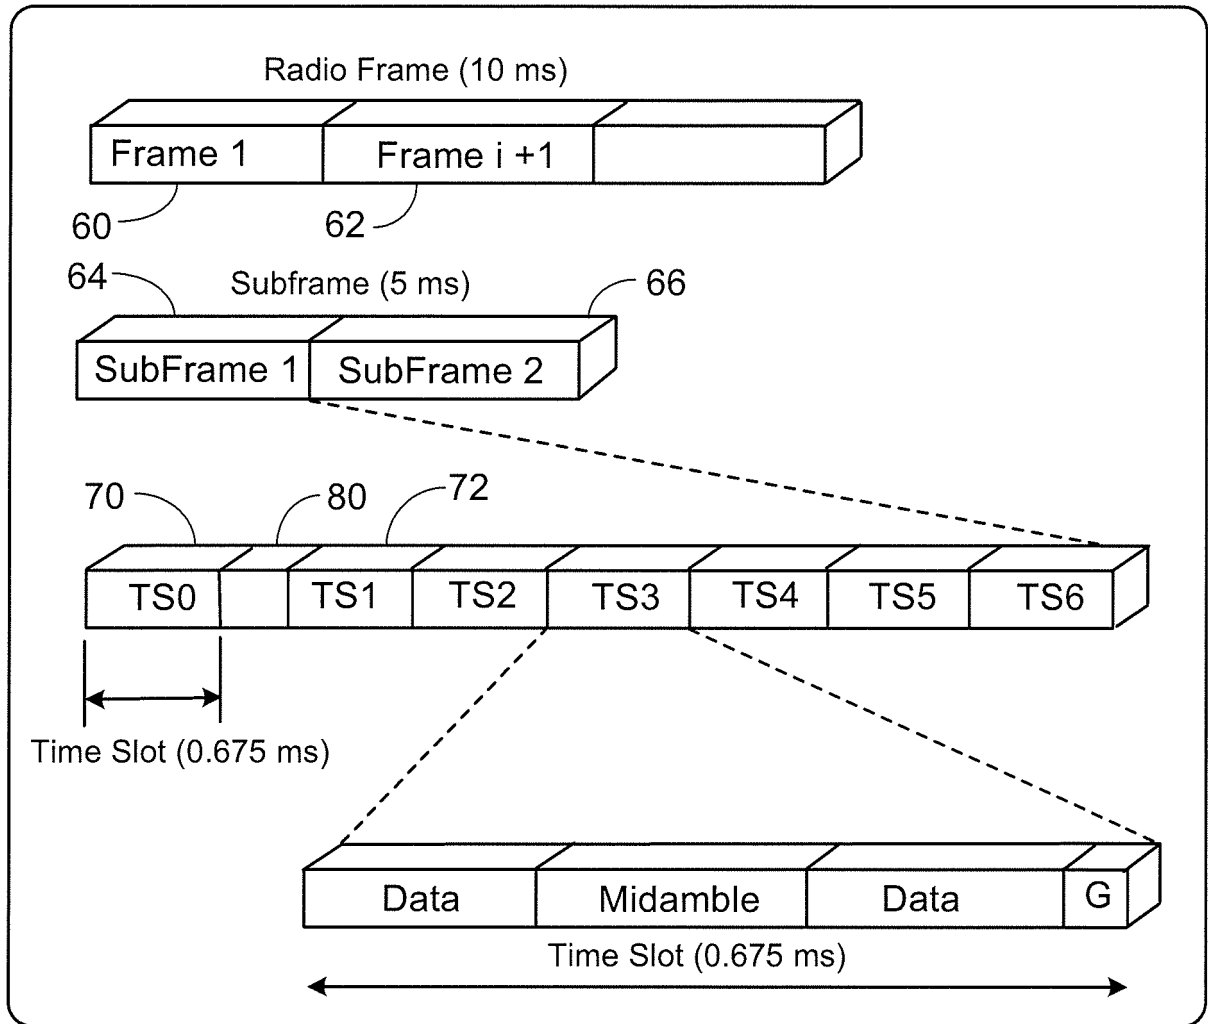 Radio Frame (10 ms)
Frame 1 Frame i +1
60 62
64 Subframe (5 ms) 66
SubFrame 1 SubFrame 2
70 80 72
TS0 TS1 TS2 TS3 TS4 TS5 TS6
Time Slot (0.675 ms)
Data Midamble Data G
Time Slot (0.675 ms)